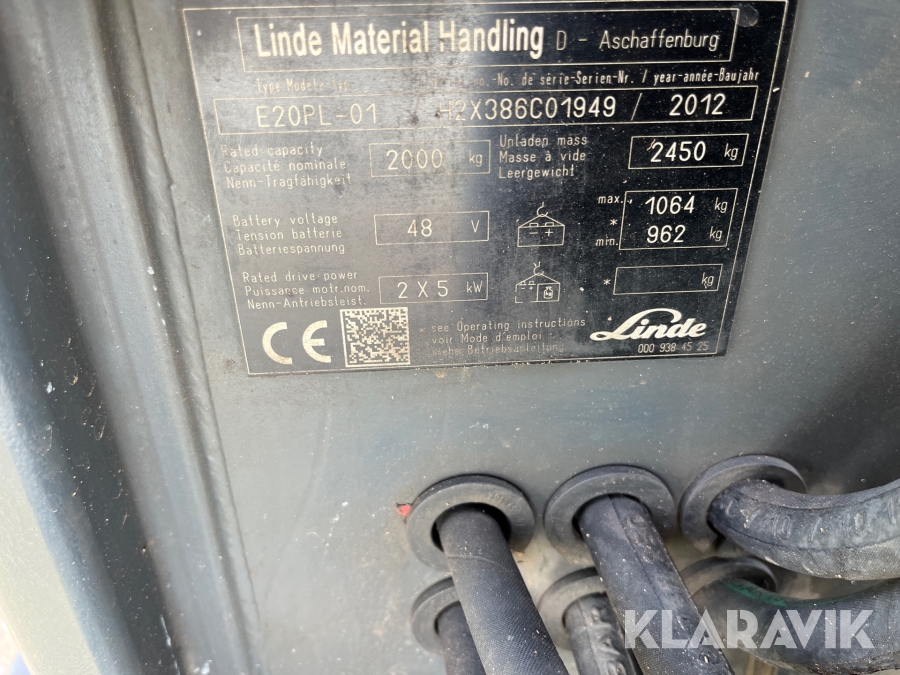 Linde Material Handling D - Aschaffenburg
No. de série-Serien-Nr. / year-année-Baujahr
E20PL-01 H2X386C01949 / 2012
Rated capacity
Capacité nominale
Nenn-Tragfähigkeit
2000 kg
Unladen mass
Masse à vide
Leergewicht
2450 kg
Battery voltage
Tension batterie
Batteriespannung
48 V
- +
max. 1064 kg
*
min. 962 kg
Rated drive power
Puissance motr.nom.
Nenn-Antriebsleist.
2 X 5 kW
* kg
CE
* see Operating instructions
voir Mode d'emploi
siehe Betriebsanleitung
Linde
000 938 45 25
KLARAVIK